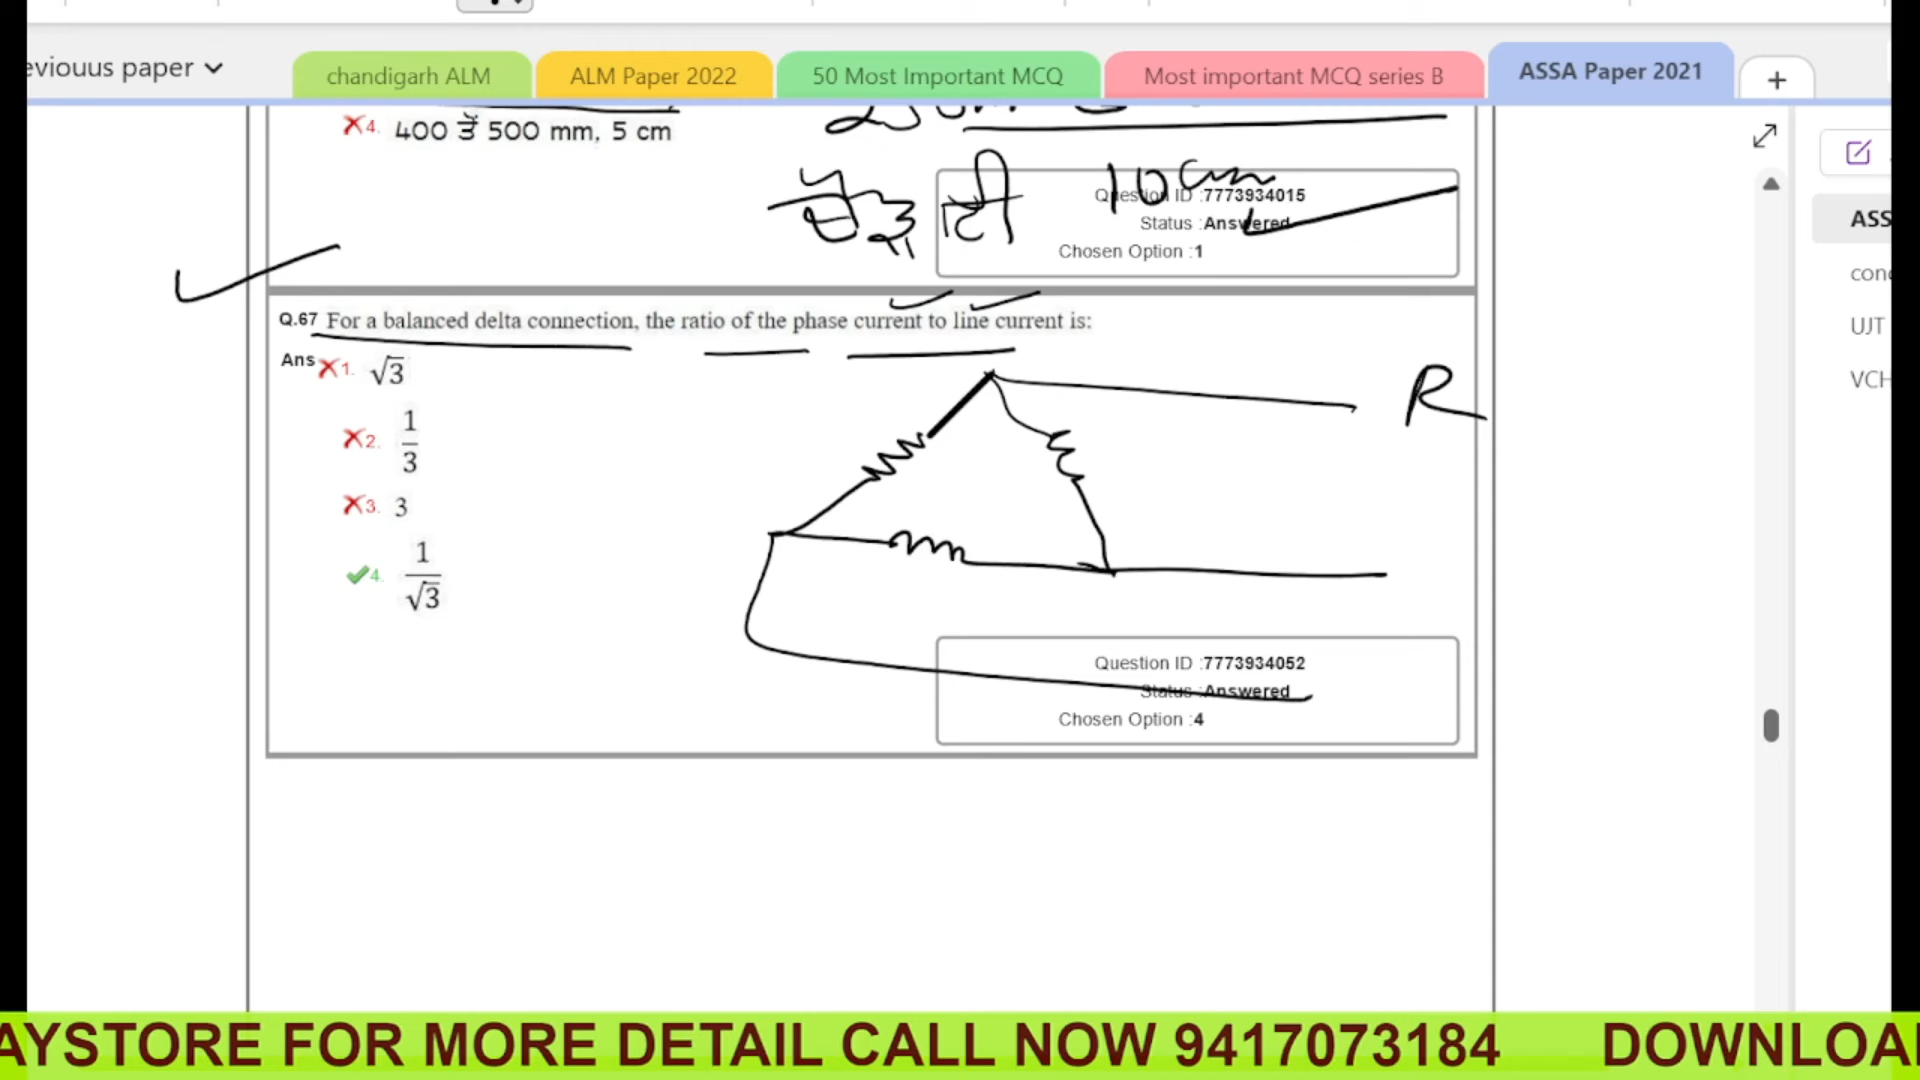 eviouus paper
chandigarh ALM
ALM Paper 2022
50 Most Important MCQ
Most important MCQ series B
ASSA Paper 2021
+
4. 400 से 500 mm, 5 cm
10 cm
Question ID :7773934015
Status :Answered
Chosen Option :1
Q.67 For a balanced delta connection, the ratio of the phase current to line current is:
Ans 1. √3
2. 1/3
3. 3
4. 1/√3
R
Question ID :7773934052
Status :Answered
Chosen Option :4
ASS
cond
UJT
VCH
AYSTORE FOR MORE DETAIL CALL NOW 9417073184 DOWNLOA